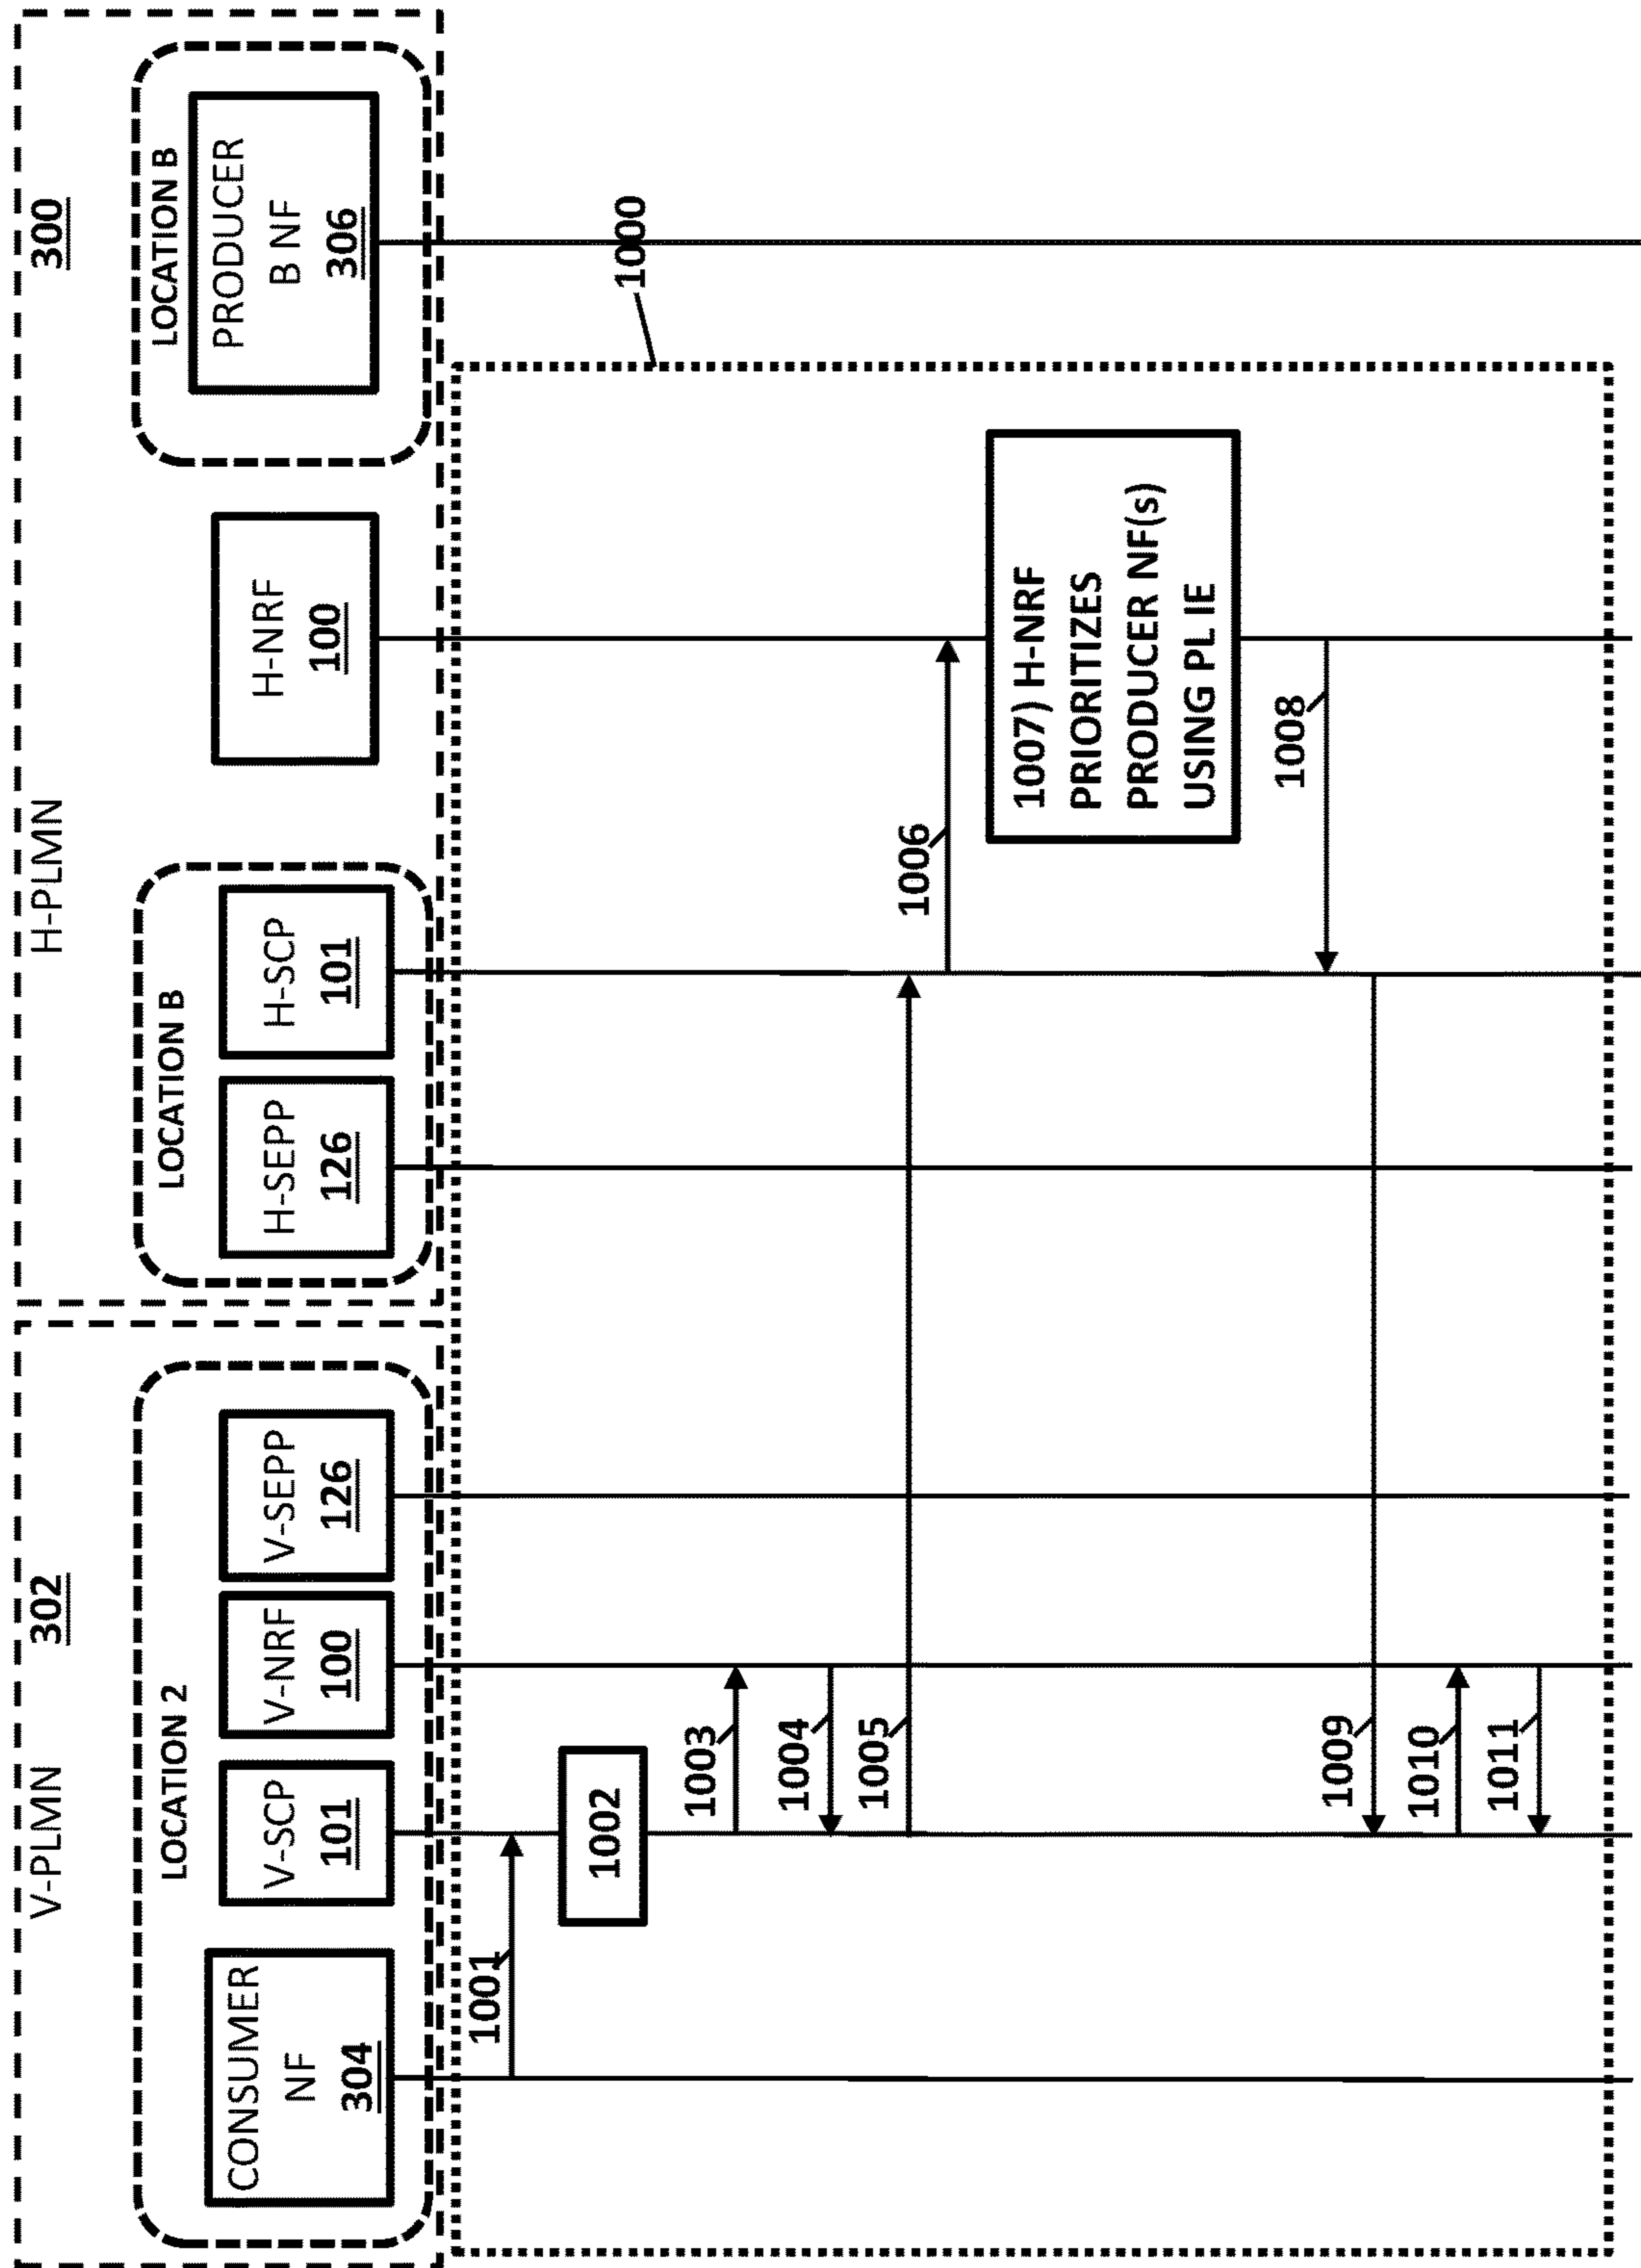 V-PLMN
302
H-PLMN
300
LOCATION 2
CONSUMER
NF
304
V-SCP
101
V-NRF
100
V-SEPP
126
LOCATION B
H-SEPP
126
H-SCP
101
H-NRF
100
LOCATION B
PRODUCER
B NF
306
1000
1001
1002
1003
1004
1005
1006
1007) H-NRF
PRIORITIZES
PRODUCER NF(s)
USING PL IE
1008
1009
1010
1011